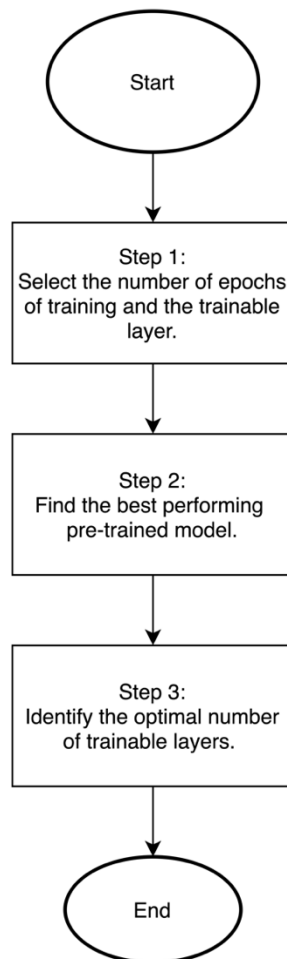 Start
Step 1:
Select the number of epochs
of training and the trainable
layer.
Step 2:
Find the best performing
pre-trained model.
Step 3:
Identify the optimal number
of trainable layers.
End